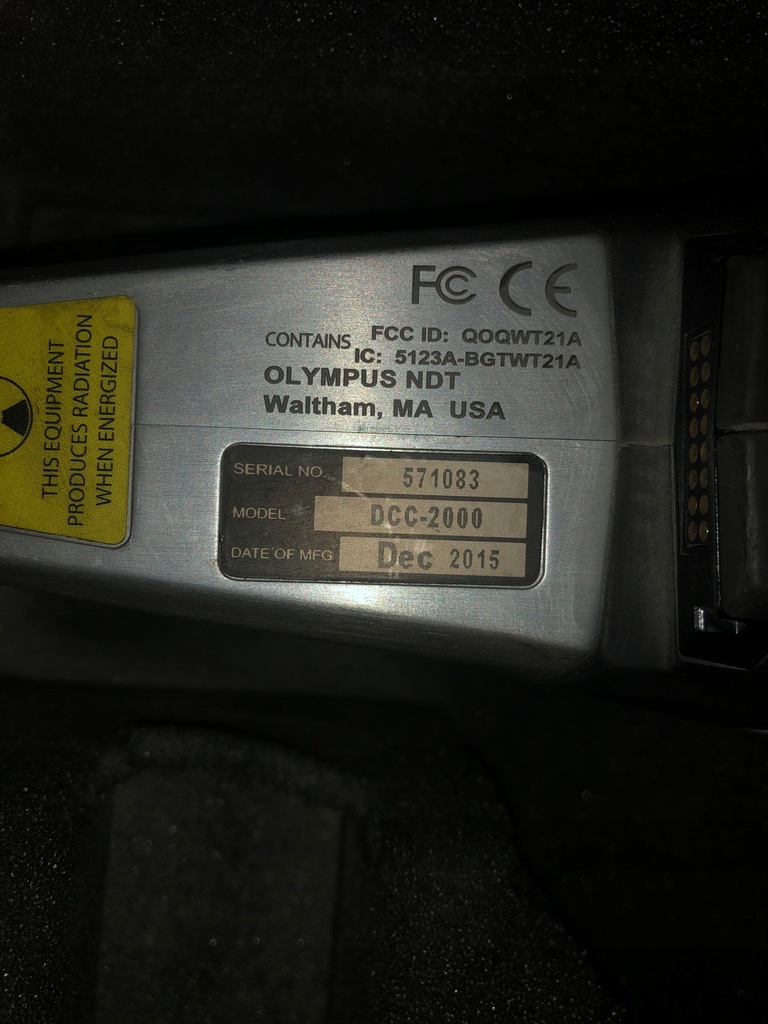 FC CE
CONTAINS FCC ID: QOQWT21A
IC: 5123A-BGTWT21A
OLYMPUS NDT
Waltham, MA USA
SERIAL NO. 571083
MODEL DCC-2000
DATE OF MFG Dec 2015
THIS EQUIPMENT
PRODUCES RADIATION
WHEN ENERGIZED